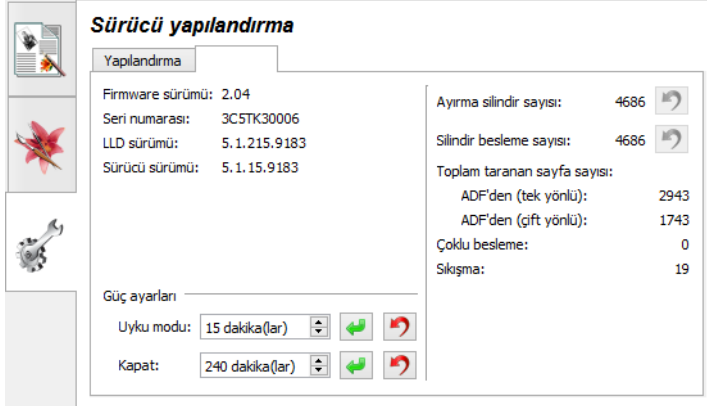 Sürücü yapılandırma
Yapılandırma
Firmware sürümü: 2.04
Seri numarası: 3C5TK30006
LLD sürümü: 5.1.215.9183
Sürücü sürümü: 5.1.15.9183
Güç ayarları
Uyku modu: 15 dakika(lar)
Kapat: 240 dakika(lar)
Ayırma silindir sayısı: 4686
Silindir besleme sayısı: 4686
Toplam taranan sayfa sayısı:
ADF'den (tek yönlü): 2943
ADF'den (çift yönlü): 1743
Çoklu besleme: 0
Sıkışma: 19